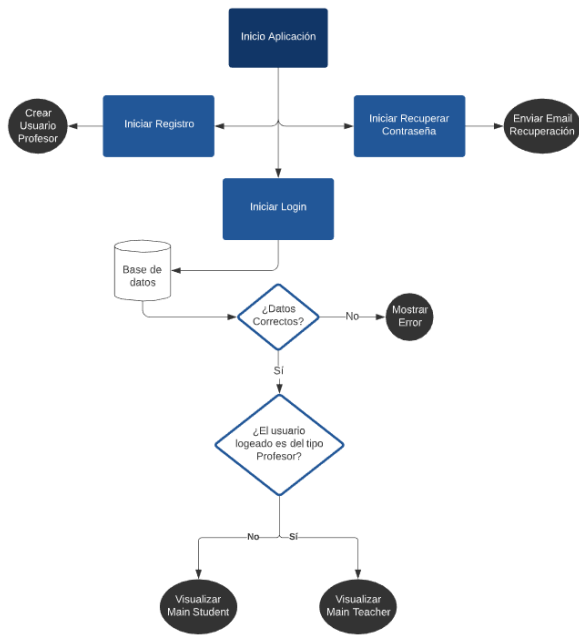 Inicio Aplicación
Crear
Usuario
Profesor
Iniciar Registro
Iniciar Recuperar
Contraseña
Enviar Email
Recuperación
Iniciar Login
Base de
datos
¿Datos
Correctos?
No
Mostrar
Error
Sí
¿El usuario
logeado es del tipo
Profesor?
No
Sí
Visualizar
Main Student
Visualizar
Main Teacher